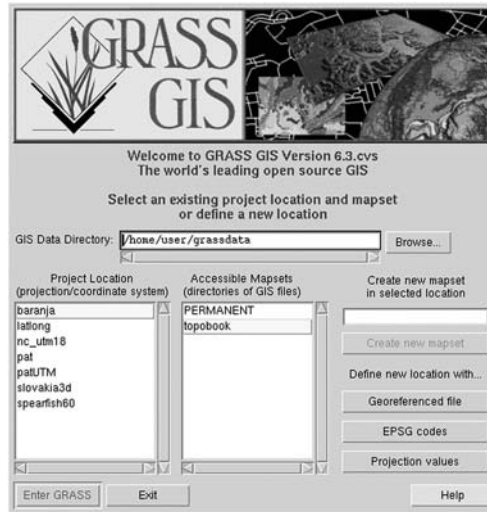 GRASS
GIS
Welcome to GRASS GIS Version 6.3.cvs
The world's leading open source GIS
Select an existing project location and mapset
or define a new location
GIS Data Directory: /home/user/grassdata Browse...
Project Location
(projection/coordinate system)
baranja
latlong
nc_utm18
pat
patUTM
slovakia3d
spearfish60
Accessible Mapsets
(directories of GIS files)
PERMANENT
topobook
Create new mapset
in selected location
Create new mapset
Define new location with...
Georeferenced file
EPSG codes
Projection values
Enter GRASS Exit Help